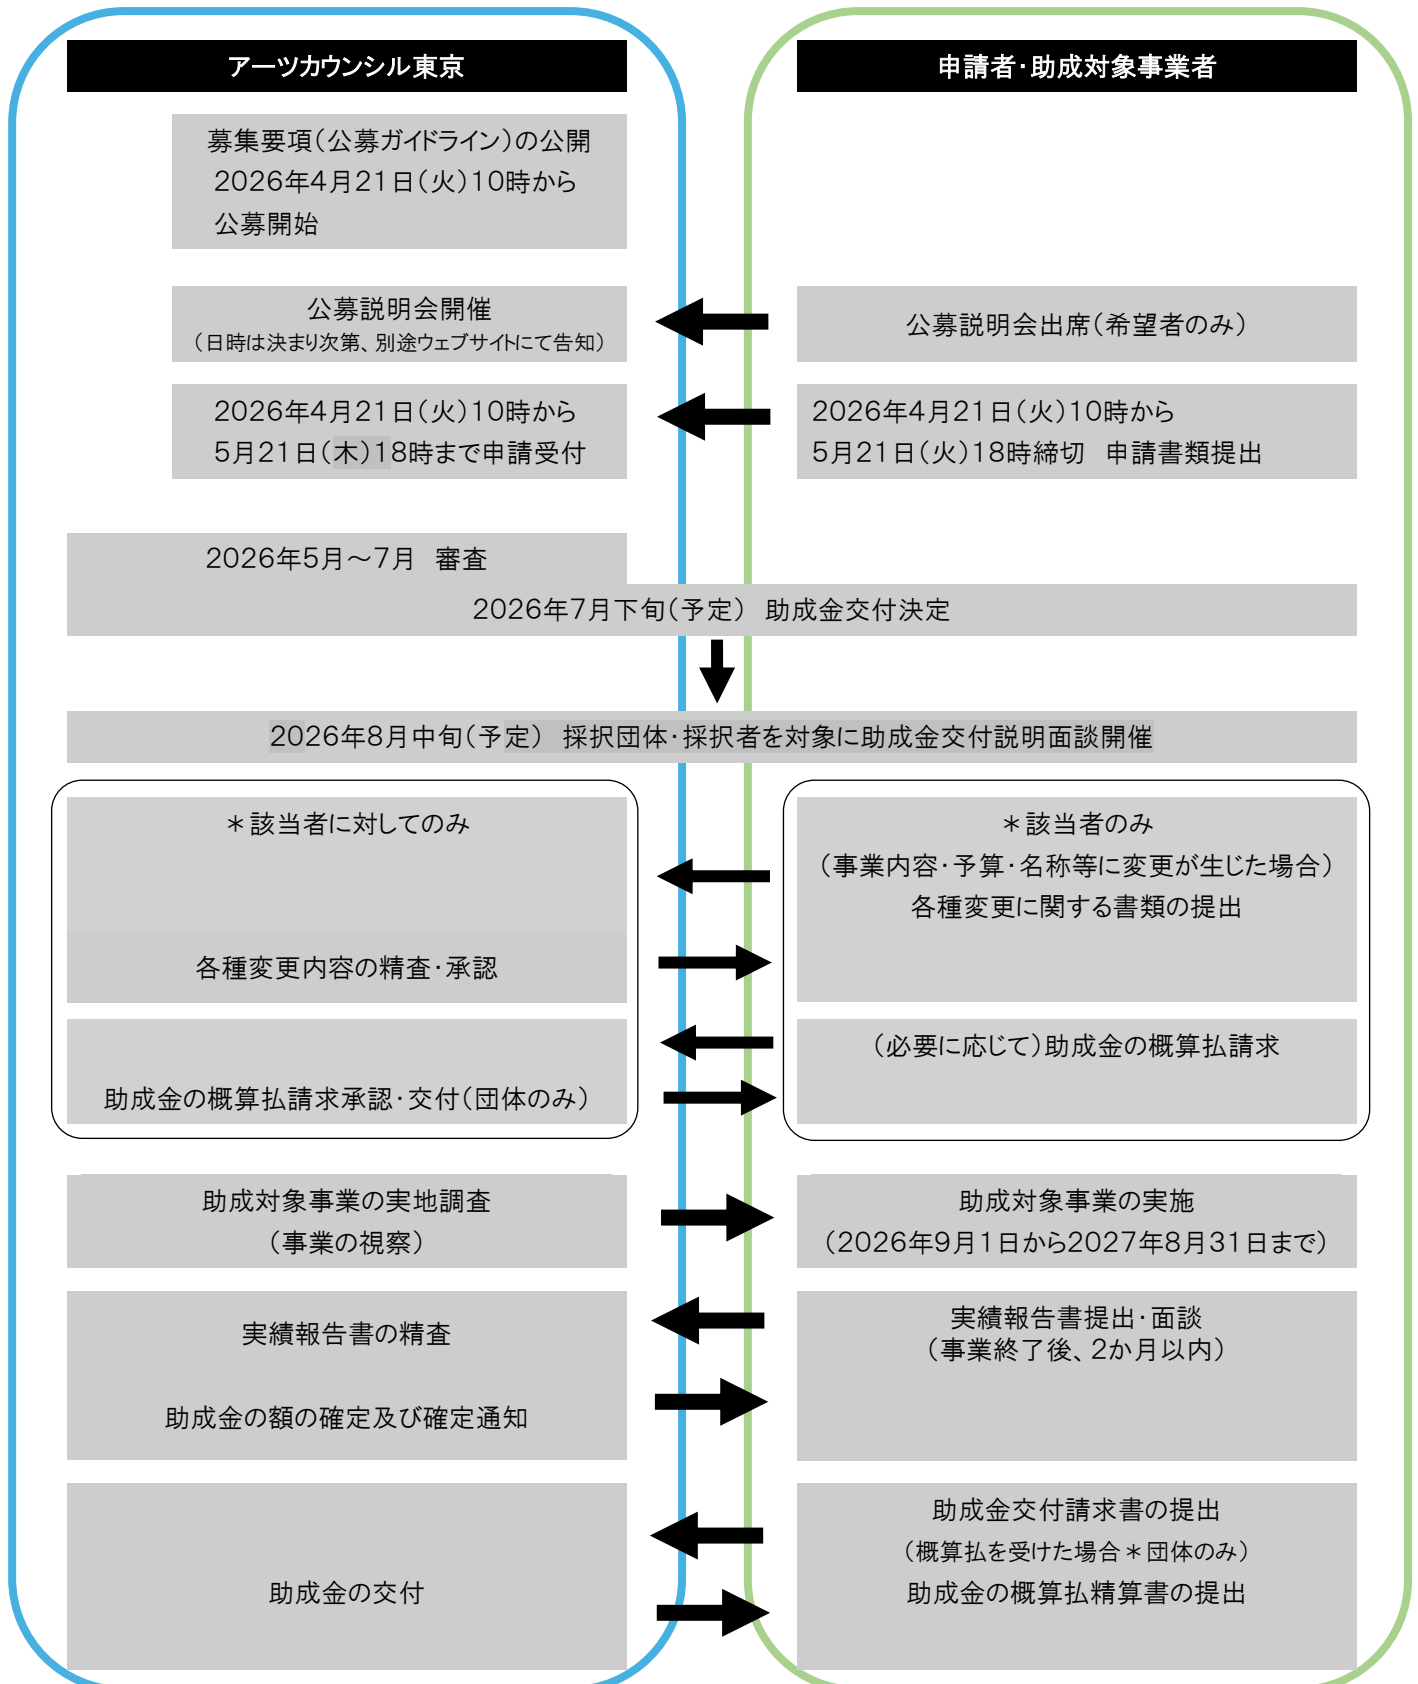 アーツカウンシル東京
申請者・助成対象事業者
募集要項（公募ガイドライン）の公開
2026年4月21日（火）10時から
公募開始
公募説明会開催
（日時は決まり次第、別途ウェブサイトにて告知）
公募説明会出席（希望者のみ）
2026年4月21日（火）10時から
5月21日（木）18時まで申請受付
2026年4月21日（火）10時から
5月21日（火）18時締切　申請書類提出
2026年5月～7月　審査
2026年7月下旬（予定）　助成金交付決定
2026年8月中旬（予定）　採択団体・採択者を対象に助成金交付説明面談開催
＊該当者に対してのみ
各種変更内容の精査・承認
＊該当者のみ
（事業内容・予算・名称等に変更が生じた場合）
各種変更に関する書類の提出
（必要に応じて）助成金の概算払請求
助成金の概算払請求承認・交付（団体のみ）
助成対象事業の実地調査
（事業の視察）
助成対象事業の実施
（2026年9月1日から2027年8月31日まで）
実績報告書の精査
助成金の額の確定及び確定通知
実績報告書提出・面談
（事業終了後、2か月以内）
助成金の交付
助成金交付請求書の提出
（概算払を受けた場合＊団体のみ）
助成金の概算払精算書の提出